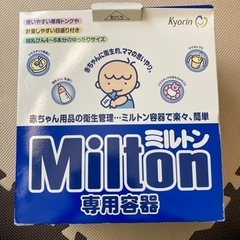 使いやすい専用トングや
計量しやすい目盛り付き
哺乳びん4〜6本分のゆったりサイズ
Kyorin
赤ちゃんに安全を、ママの思いやり。
赤ちゃん用品の衛生管理…ミルトン容器で楽々、簡単
ミルトン
Milton
専用容器